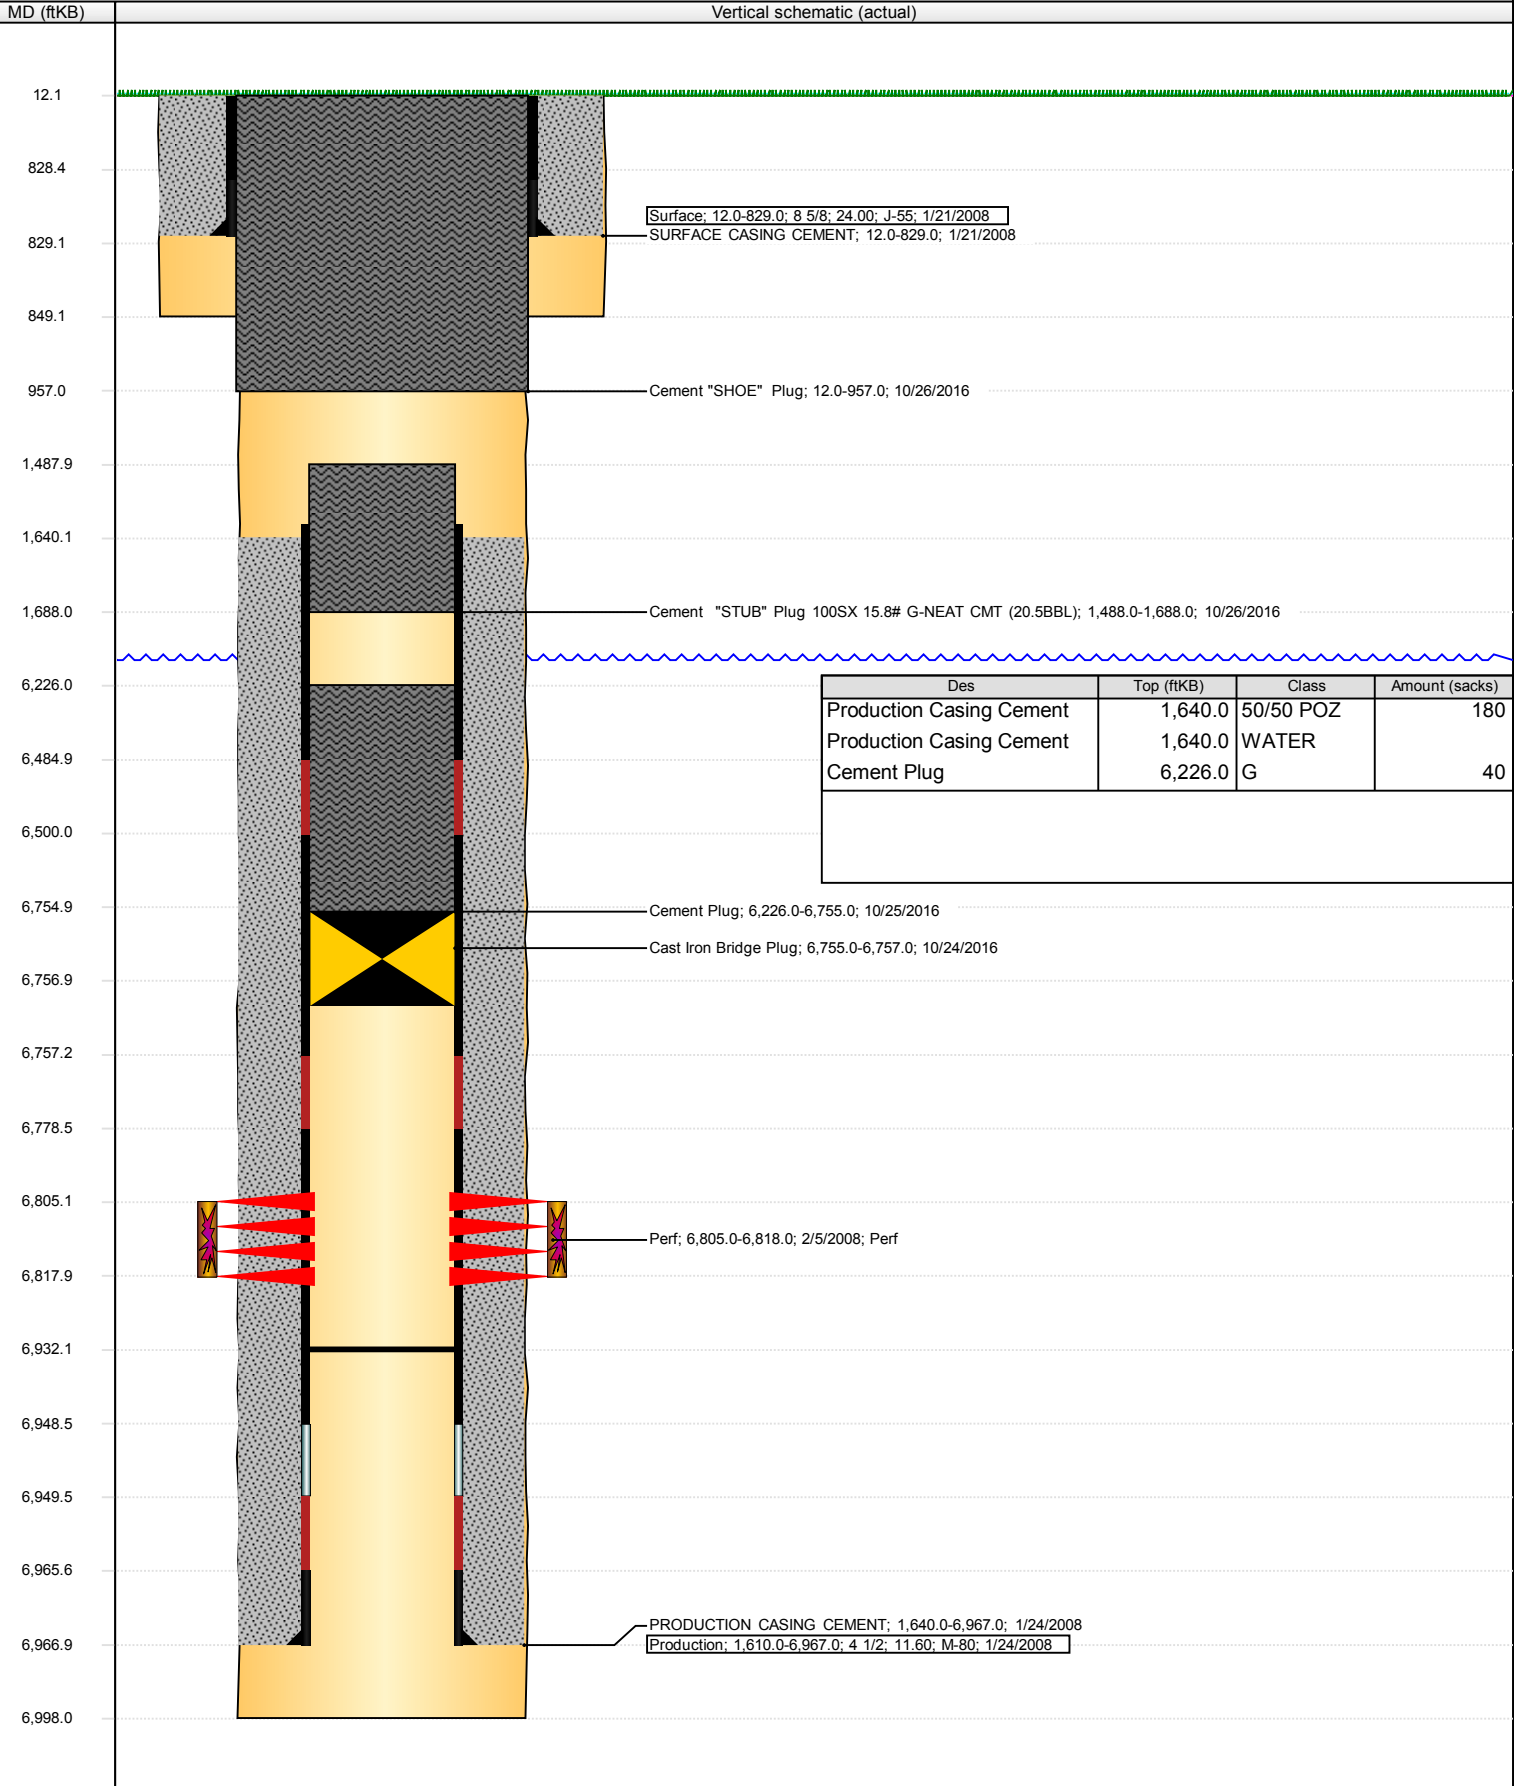 MD (ftKB) Vertical schematic (actual)
12.1
828.4
Surface; 12.0-829.0; 8 5/8; 24.00; J-55; 1/21/2008
SURFACE CASING CEMENT; 12.0-829.0; 1/21/2008
829.1
849.1
957.0
Cement "SHOE" Plug; 12.0-957.0; 10/26/2016
1,487.9
1,640.1
1,688.0
Cement "STUB" Plug 100SX 15.8# G-NEAT CMT (20.5BBL); 1,488.0-1,688.0; 10/26/2016
6,226.0
Des Top (ftKB) Class Amount (sacks)
Production Casing Cement 1,640.0 50/50 POZ 180
Production Casing Cement 1,640.0 WATER
Cement Plug 6,226.0 G 40
6,484.9
6,500.0
6,754.9
Cement Plug; 6,226.0-6,755.0; 10/25/2016
Cast Iron Bridge Plug; 6,755.0-6,757.0; 10/24/2016
6,756.9
6,757.2
6,778.5
6,805.1
Perf; 6,805.0-6,818.0; 2/5/2008; Perf
6,817.9
6,932.1
6,948.5
6,949.5
6,965.6
PRODUCTION CASING CEMENT; 1,640.0-6,967.0; 1/24/2008
Production; 1,610.0-6,967.0; 4 1/2; 11.60; M-80; 1/24/2008
6,966.9
6,998.0